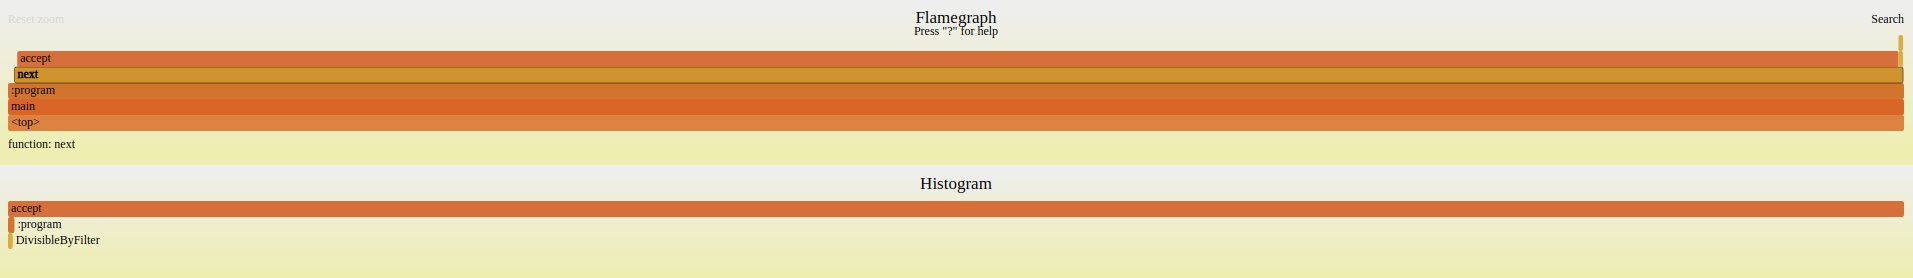 Reset zoom Flamegraph Search
Press "?" for help
accept
next
:program
main
<top>
function: next
Histogram
accept
:program
DivisibleByFilter